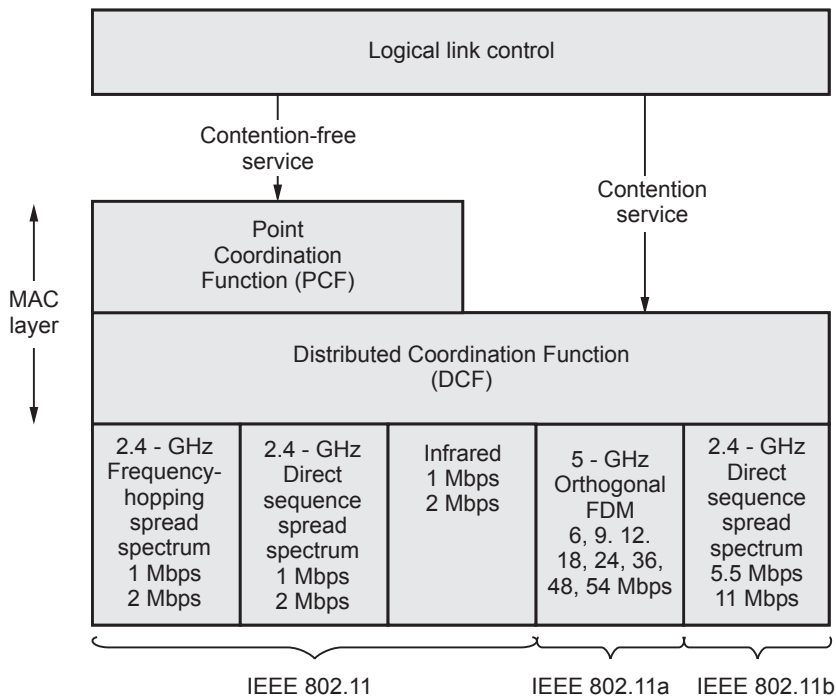 Logical link control
Contention-free
service
Contention
service
Point
Coordination
Function (PCF)
MAC
layer
Distributed Coordination Function
(DCF)
2.4 - GHz
Frequency-
hopping
spread
spectrum
1 Mbps
2 Mbps
2.4 - GHz
Direct
sequence
spread
spectrum
1 Mbps
2 Mbps
Infrared
1 Mbps
2 Mbps
5 - GHz
Orthogonal
FDM
6, 9. 12.
18, 24, 36,
48, 54 Mbps
2.4 - GHz
Direct
sequence
spread
spectrum
5.5 Mbps
11 Mbps
IEEE 802.11
IEEE 802.11a
IEEE 802.11b